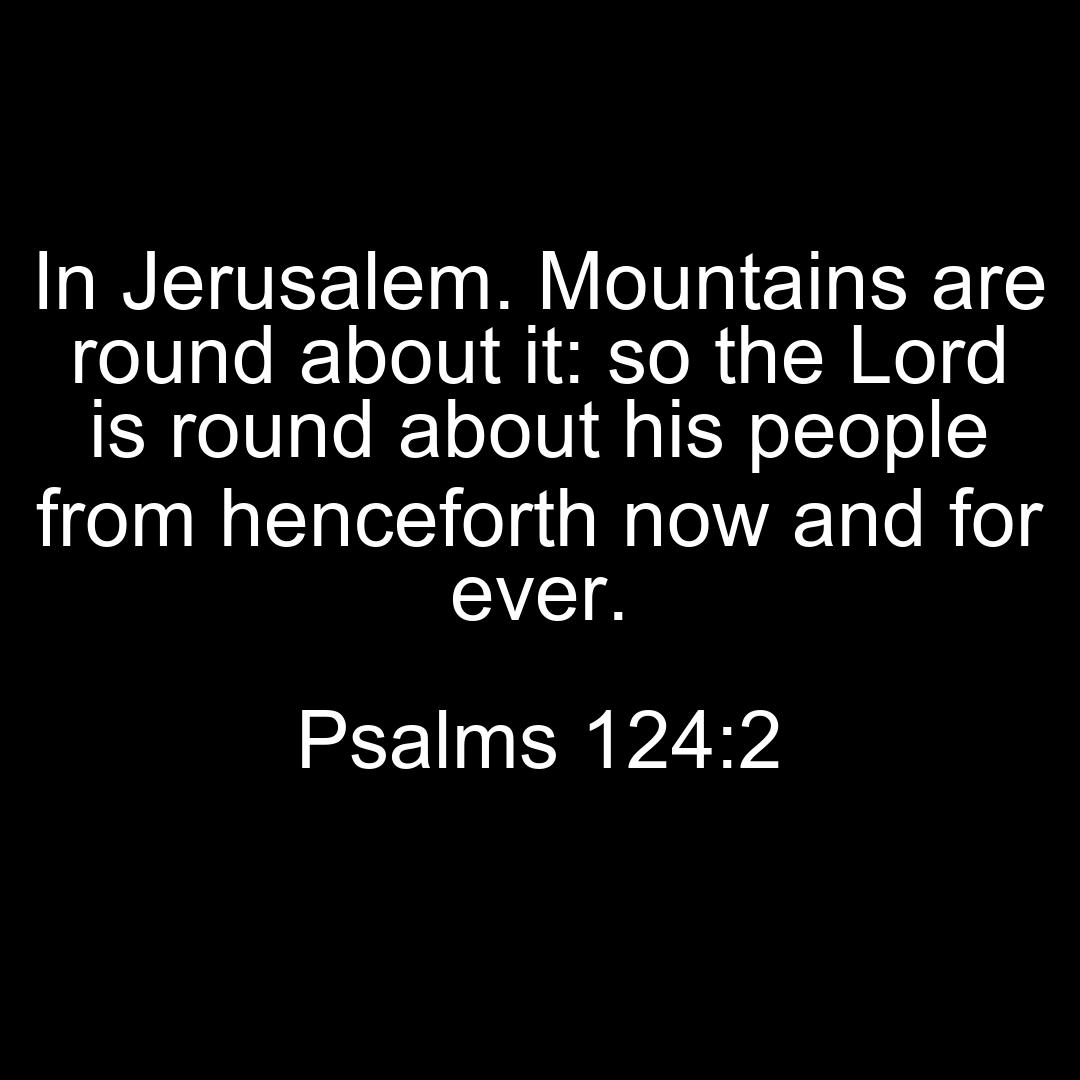 In Jerusalem. Mountains are
round about it: so the Lord
is round about his people
from henceforth now and for
ever.
Psalms 124:2